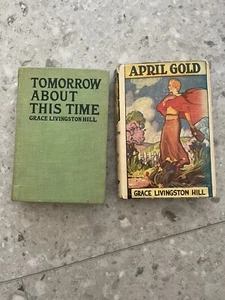 TOMORROW
ABOUT
THIS TIME
GRACE LIVINGSTON HILL
APRIL GOLD
GRACE LIVINGSTON HILL